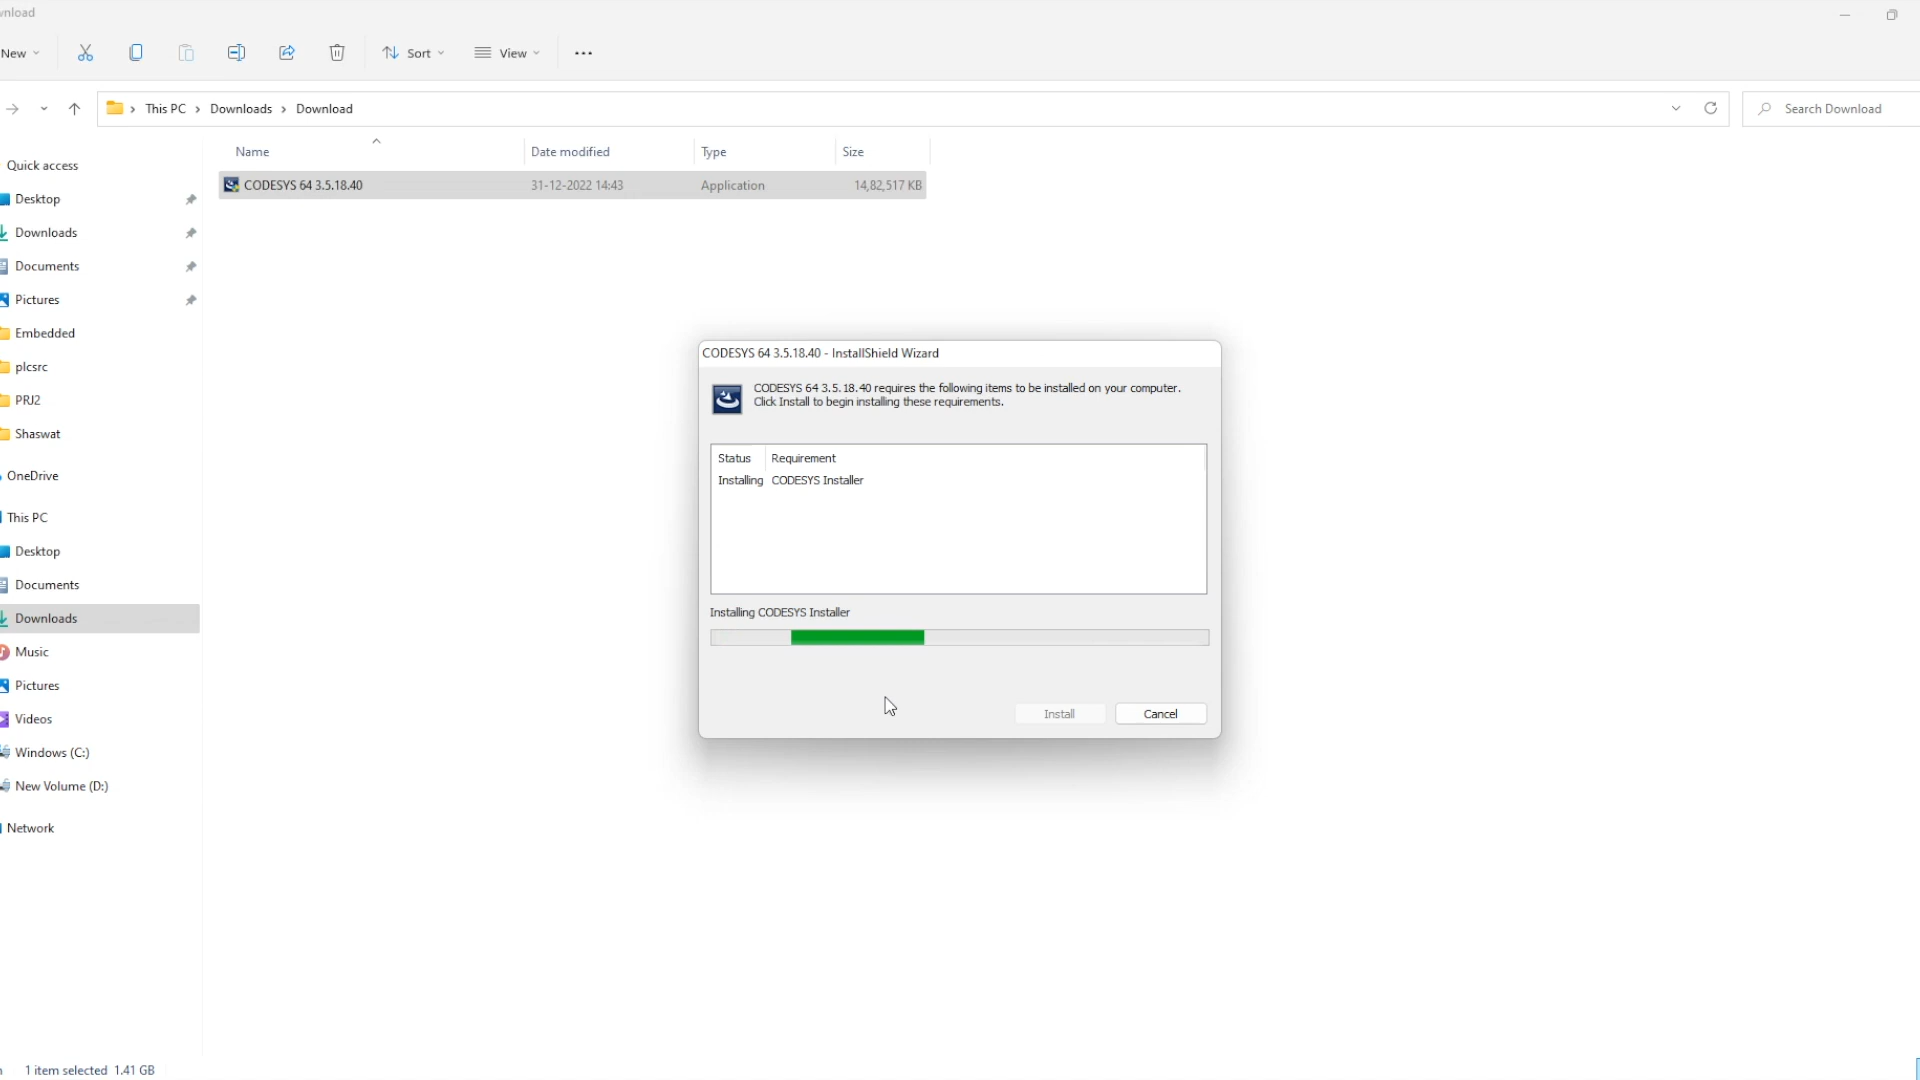 wnload
New
Sort
View
This PC
Downloads
Download
Search Download
Name
Date modified
Type
Size
CODESYS 64 3.5.18.40
31-12-2022 14:43
Application
14,82,517 KB
Quick access
Desktop
Downloads
Documents
Pictures
Embedded
plcsrc
PRJ2
Shaswat
OneDrive
This PC
Desktop
Documents
Downloads
Music
Pictures
Videos
Windows (C:)
New Volume (D:)
Network
CODESYS 64 3.5.18.40 - InstallShield Wizard
CODESYS 64 3.5.18.40 requires the following items to be installed on your computer.
Click Install to begin installing these requirements.
Status Requirement
Installing CODESYS Installer
Installing CODESYS Installer
Install
Cancel
1 item selected 1.41 GB